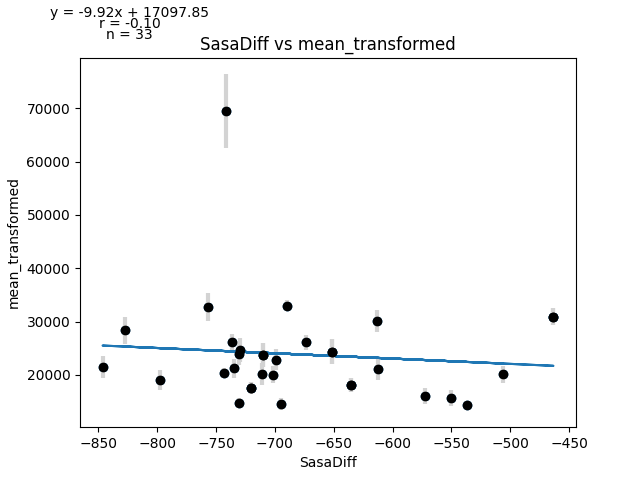 y = -9.92x + 17097.85
r = -0.10
n = 33
SasaDiff vs mean_transformed
mean_transformed
70000
60000
50000
40000
30000
20000
−850
−800
−750
−700
−650
−600
−550
−500
−450
SasaDiff